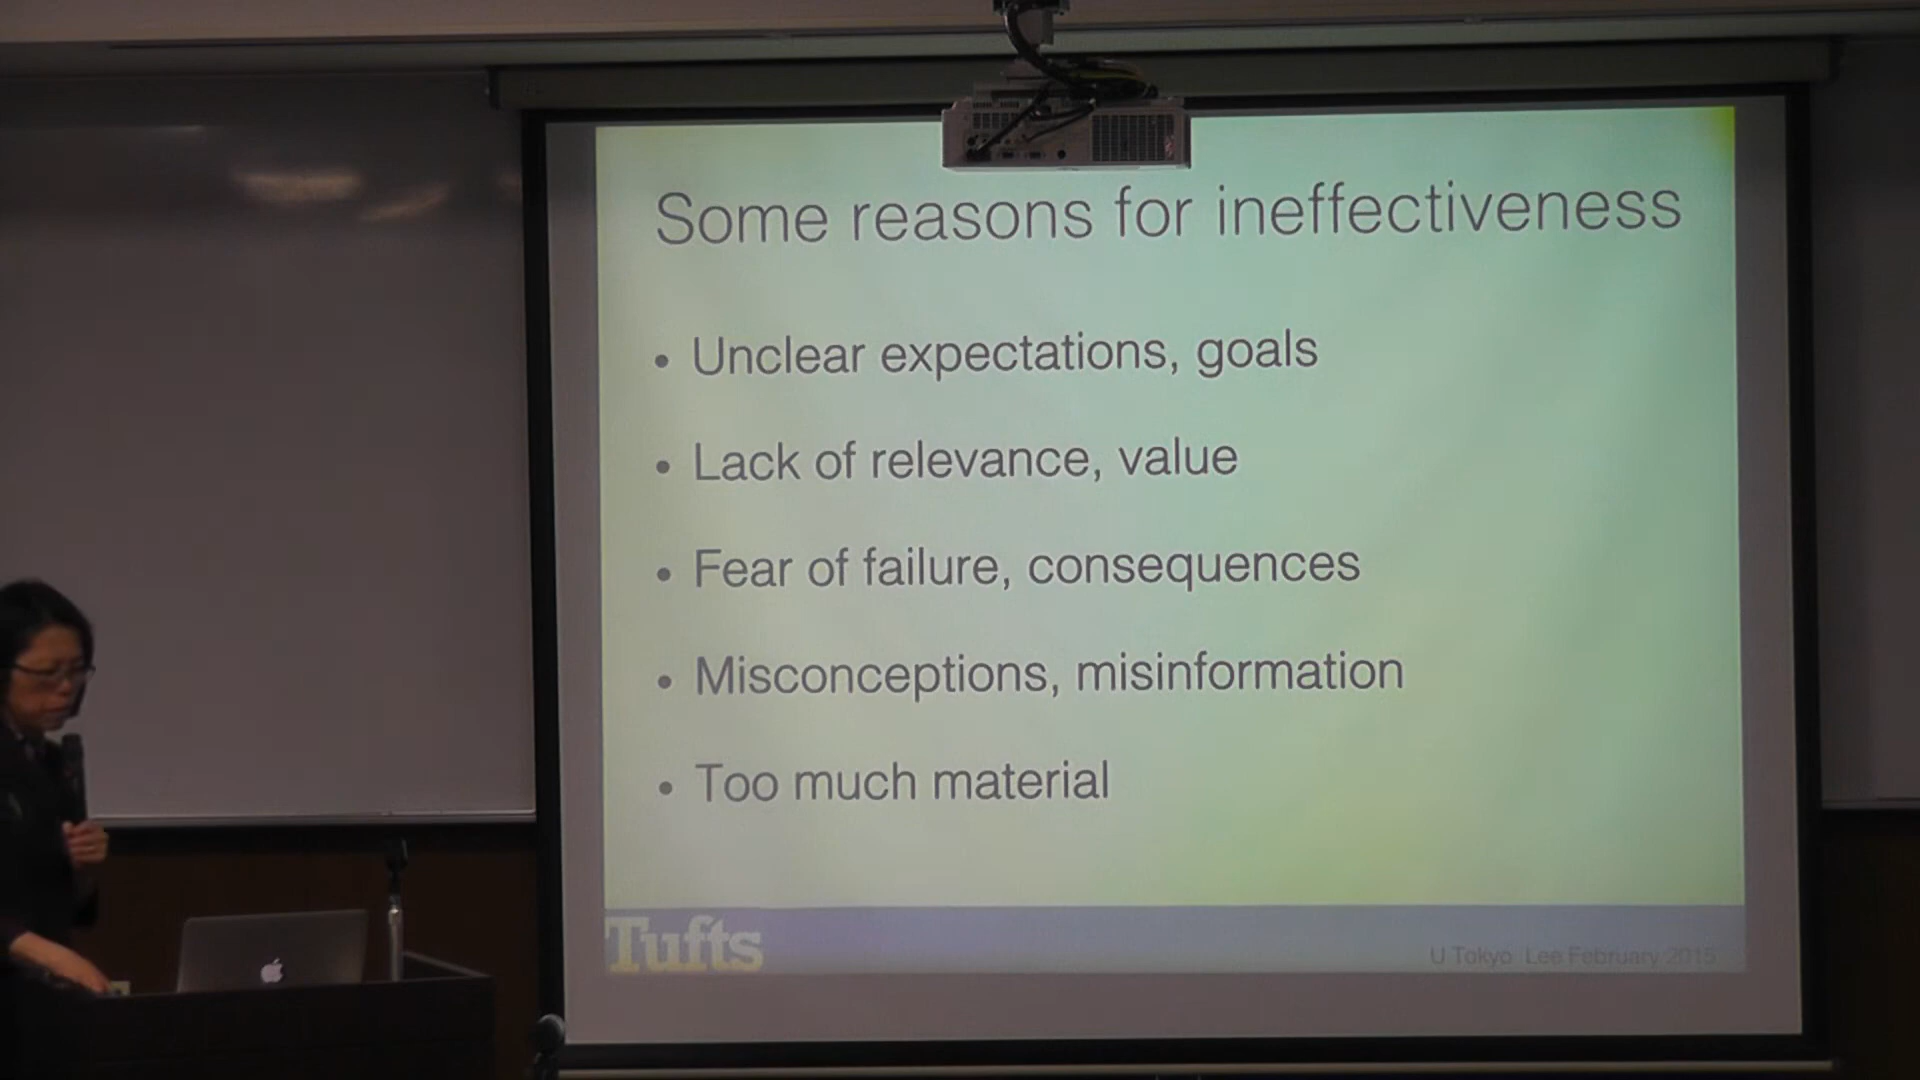 Some reasons for ineffectiveness
• Unclear expectations, goals
• Lack of relevance, value
• Fear of failure, consequences
• Misconceptions, misinformation
• Too much material
Tufts
U Tokyo Lee February 2015